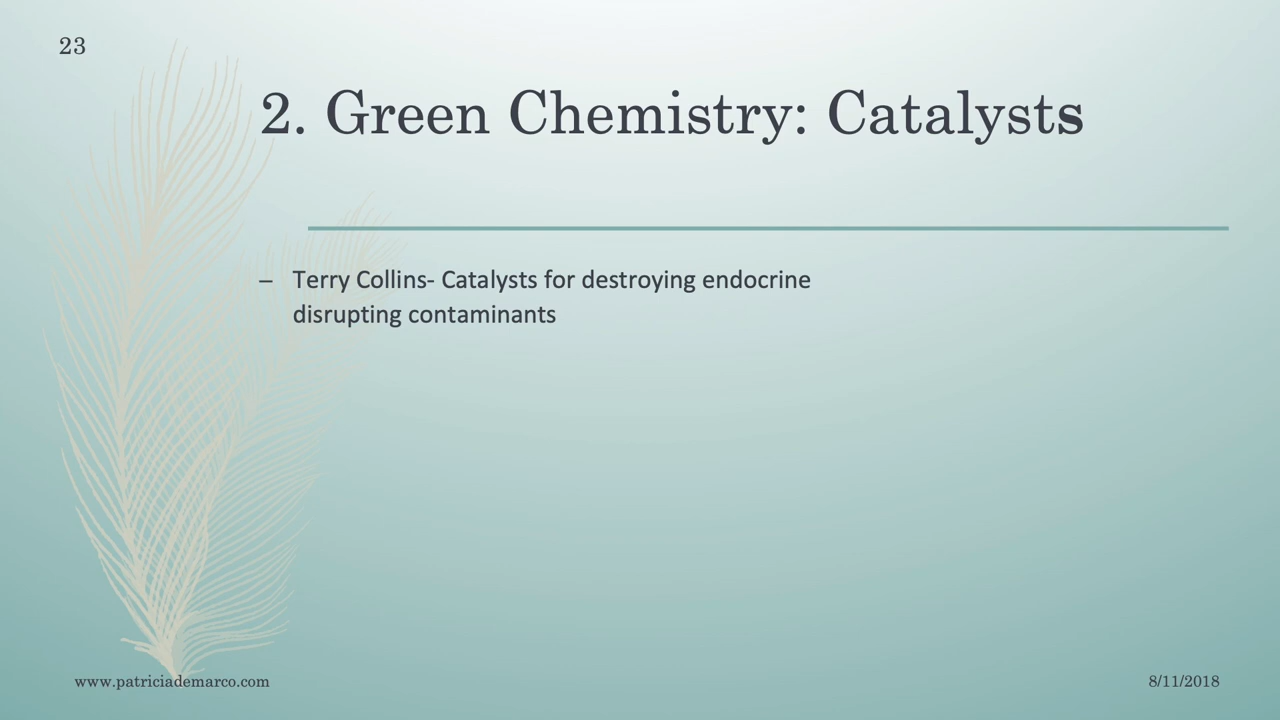 23
2. Green Chemistry: Catalysts
– Terry Collins- Catalysts for destroying endocrine
disrupting contaminants
www.patriciademarco.com
8/11/2018